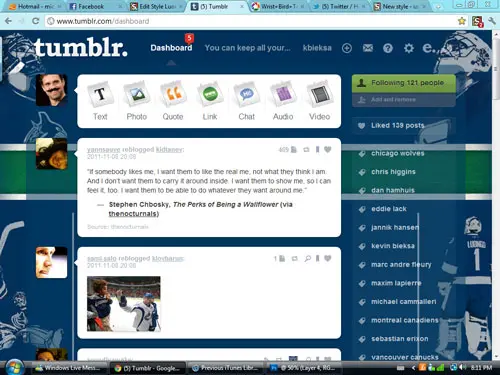 Hotmail - mic
Facebook
Edit Style Luo
(5) Tumblr
Wrist+Bird+T
(5) Twitter / H
New style - us
www.tumblr.com/dashboard
tumblr.
Dashboard
5
You can keep all your...
kbieksa
Text
Photo
Quote
Link
Chat
Audio
Video
Following 121 people
Add and remove
Liked 139 posts
chicago wolves
chris higgins
dan hamhuis
eddie lack
jannik hansen
kevin bieksa
marc andre fleury
maxim lapierre
michael cammalleri
montreal canadiens
sebastian erixon
vancouver canucks
reblogged
2011-11-08 20:08
469
"If somebody likes me, I want them to like the real me, not what they think I am.
And I don't want them to carry it around inside. I want them to show me, so I can
feel it, too. I want them to be able to do whatever they want around me."
— Stephen Chbosky, The Perks of Being a Wallflower (via
thenocturnals)
Source: thenocturnals
sami-salo reblogged
2011-11-08 20:08
1
Windows Live Mess...
(5) Tumblr - Google...
Previous iTunes Libr...
@ 50% (Layer 4, RG...
8:11 PM